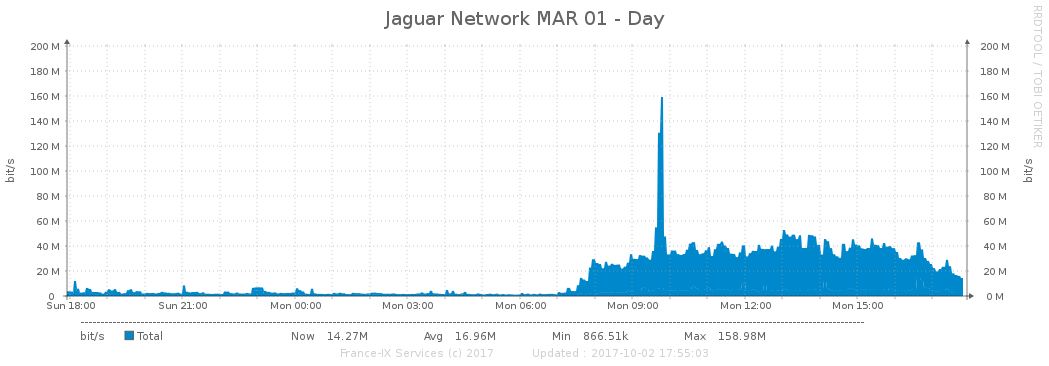 Jaguar Network MAR 01 - Day
RRDTOOL / TOBI OETIKER
bit/s
bit/s
200 M 200 M
180 M 180 M
160 M 160 M
140 M 140 M
120 M 120 M
100 M 100 M
80 M 80 M
60 M 60 M
40 M 40 M
20 M 20 M
0 0 M
Sun 18:00 Sun 21:00 Mon 00:00 Mon 03:00 Mon 06:00 Mon 09:00 Mon 12:00 Mon 15:00
bit/s Total Now 14.27M Avg 16.96M Min 866.51k Max 158.98M
France-IX Services (c) 2017 Updated : 2017-10-02 17:55:03